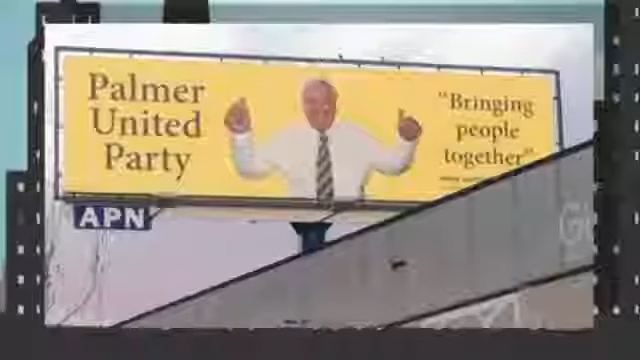 Palmer
United
Party
"Bringing
people
together"
APN